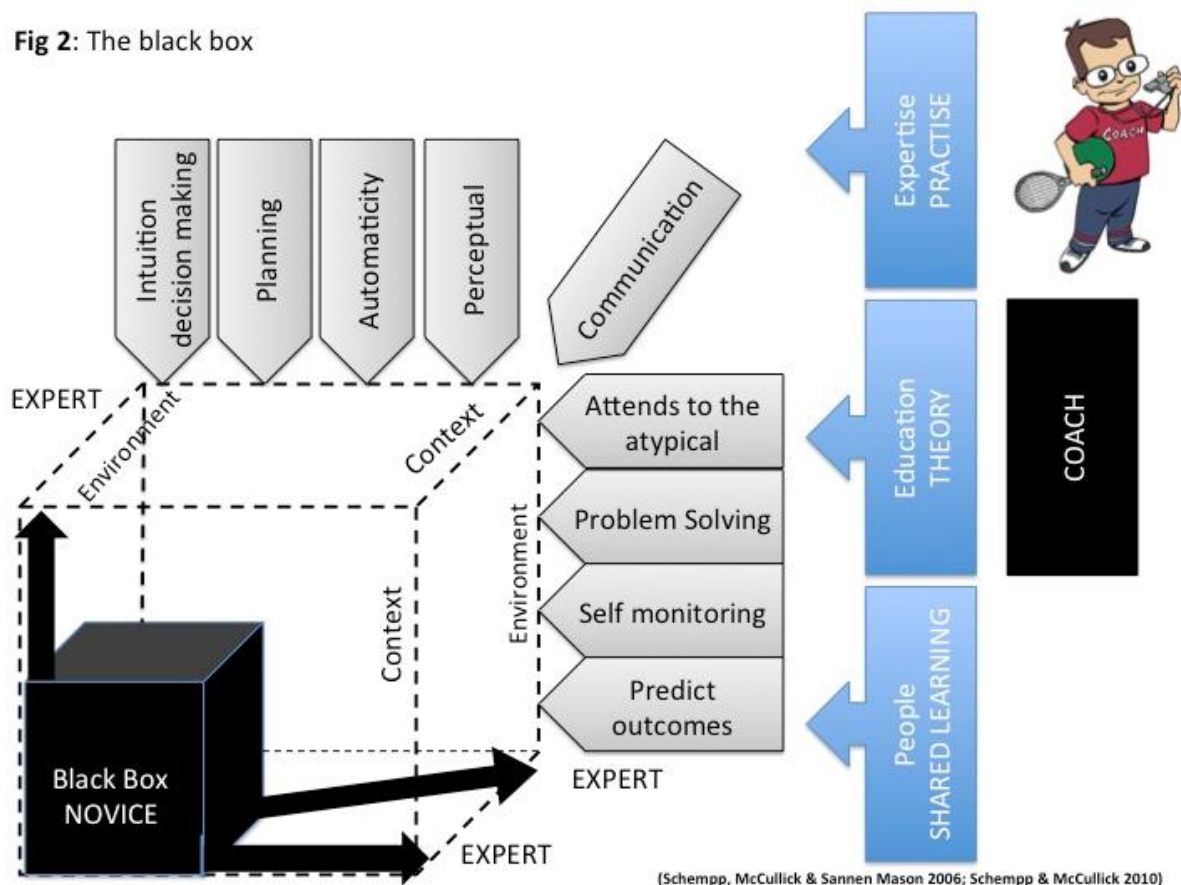 Fig 2: The black box
Intuition
decision making
Planning
Automaticity
Perceptual
Communication
Expertise
PRACTISE
COACH
EXPERT
Environment
Context
Attends to the
atypical
Education
THEORY
COACH
Problem Solving
Environment
Context
Self monitoring
Predict
outcomes
People
SHARED LEARNING
Black Box
NOVICE
EXPERT
EXPERT
(Schempp, McCullick & Sannen Mason 2006; Schempp & McCullick 2010)